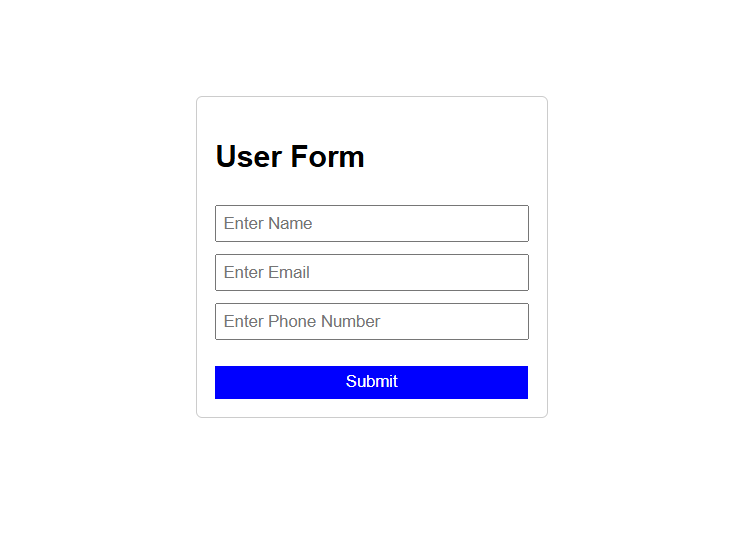 User Form
Enter Name
Enter Email
Enter Phone Number
Submit